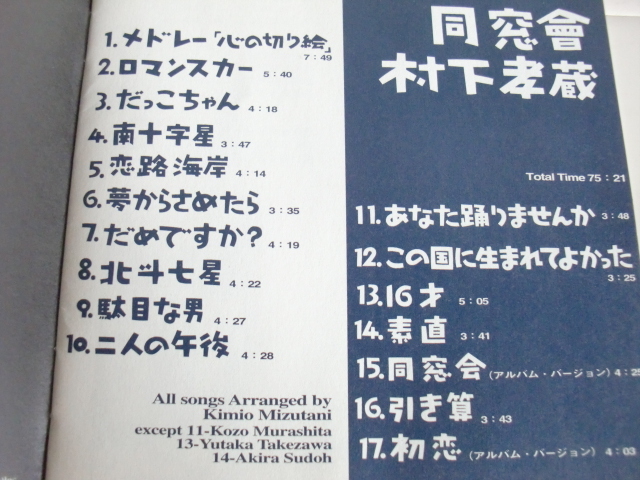 1.メドレー「心の切り絵」 7:49
2.ロマンスカー 5:40
3.だっこちゃん 4:18
4.南十字星 3:47
5.恋路海岸 4:14
6.夢からさめたら 3:35
7.だめですか? 4:19
8.北斗七星 4:22
9.駄目な男 4:27
10.二人の午後 4:28
All songs Arranged by
Kimio Mizutani
except 11-Kozo Murashita
13-Yutaka Takezawa
14-Akira Sudoh
同窓會
村下孝蔵
Total Time 75:21
11.あなた踊りませんか 3:48
12.この国に生まれてよかった 3:25
13.16才 5:05
14.素直 3:41
15.同窓会(アルバム・バージョン) 4:25
16.引き算 3:43
17.初恋(アルバム・バージョン) 4:03